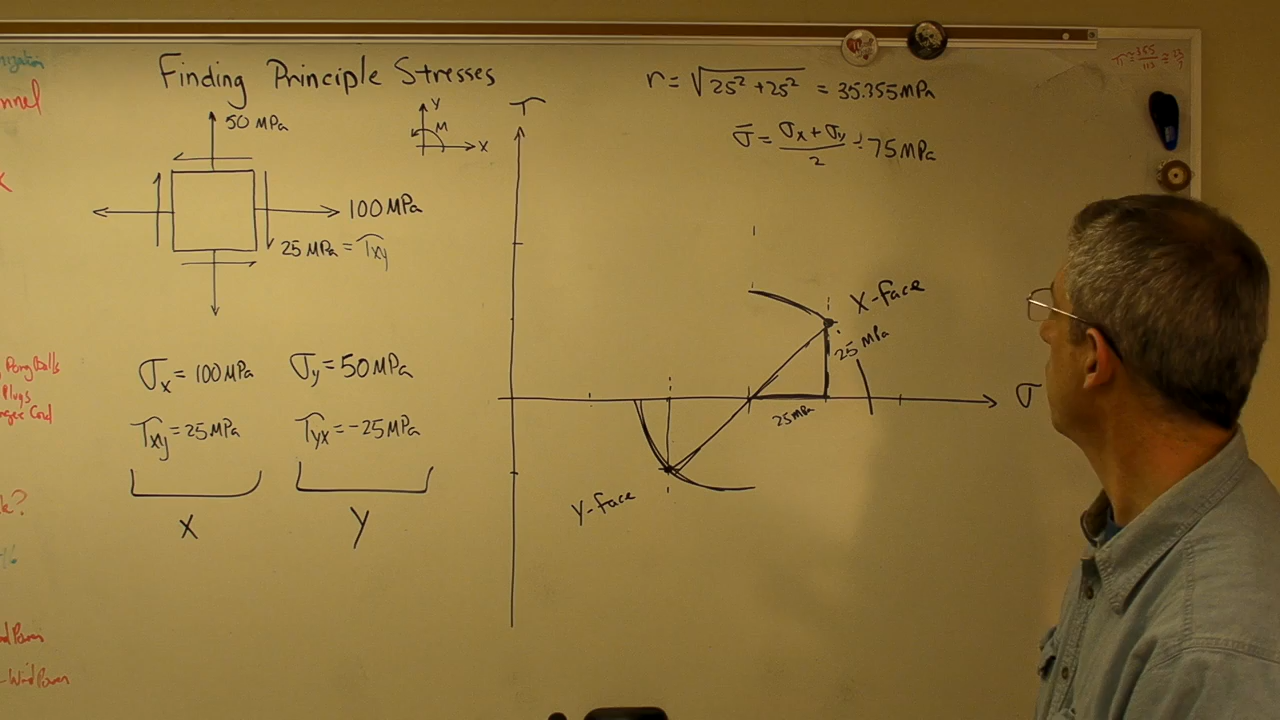 Finding Principle Stresses
50 MPa
Y
M
X
100 MPa
25 MPa = τxy
σx = 100 MPa
σy = 50 MPa
τxy = 25 MPa
τyx = -25 MPa
X
Y
r = √25² + 25² = 35.355 MPa
σ̄ = σx + σy / 2 = 75 MPa
τ
X-face
25 MPa
25 MPa
σ
Y-face
nnel
Plugs